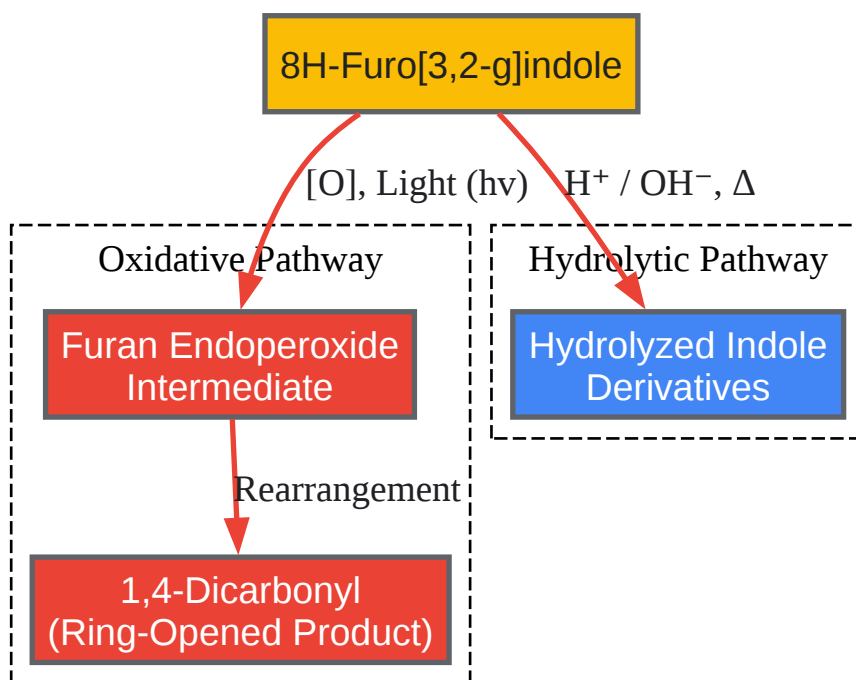 8H-Furo[3,2-g]indole
[O], Light (hv)
H⁺ / OH⁻, Δ
Oxidative Pathway
Hydrolytic Pathway
Furan Endoperoxide
Intermediate
Hydrolyzed Indole
Derivatives
Rearrangement
1,4-Dicarbonyl
(Ring-Opened Product)